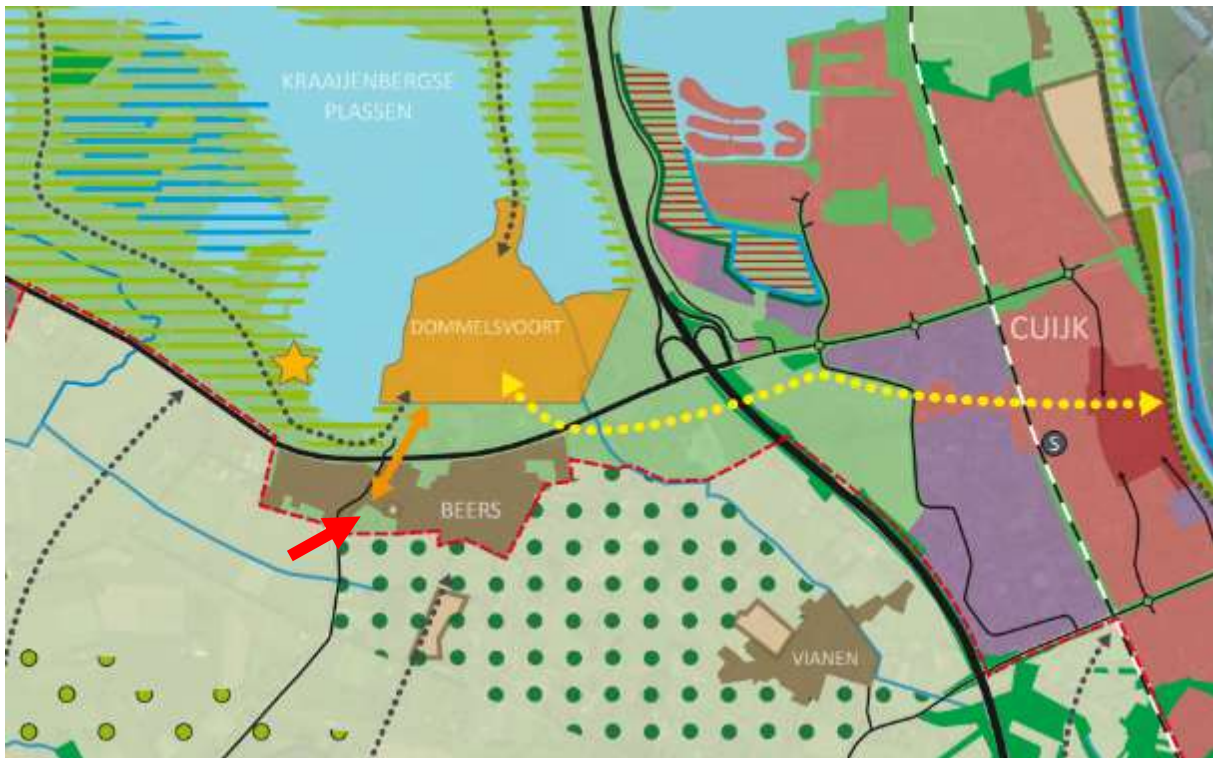 KRAAIJENBERGSE
PLASSEN
DOMMELSVOORT
CUIJK
S
BEERS
VIANEN